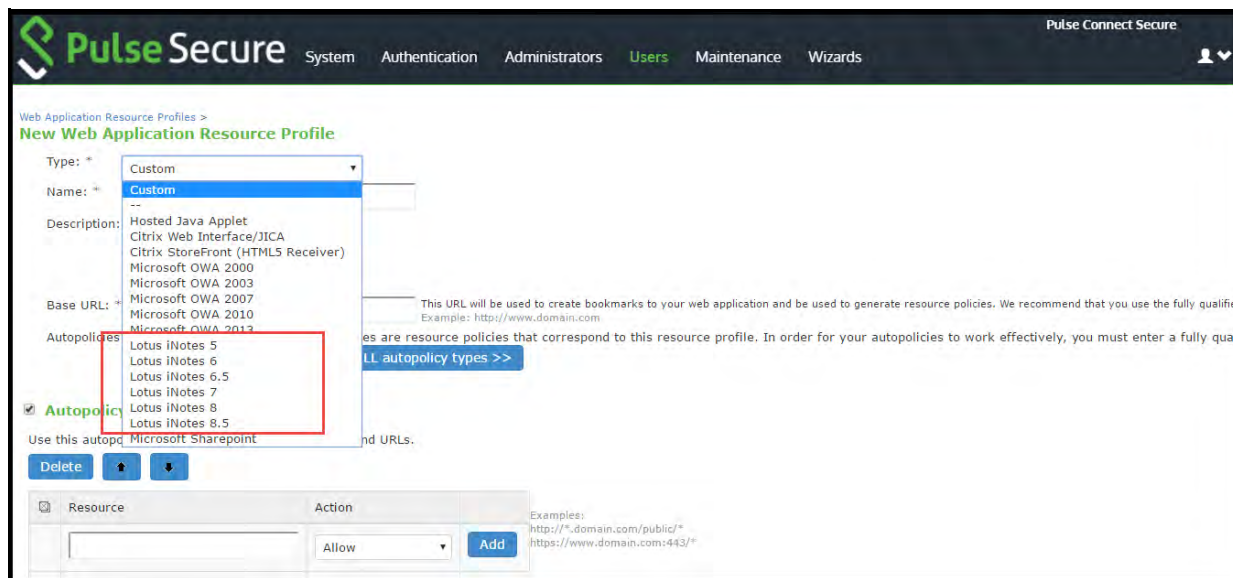 Pulse Connect Secure
Pulse Secure System Authentication Administrators Users Maintenance Wizards
Web Application Resource Profiles >
New Web Application Resource Profile
Type: * Custom
Name: * Custom
--
Description: Hosted Java Applet
Citrix Web Interface/JICA
Citrix StoreFront (HTML5 Receiver)
Microsoft OWA 2000
Microsoft OWA 2003
Base URL: * Microsoft OWA 2007 This URL will be used to create bookmarks to your web application and be used to generate resource policies. We recommend that you use the fully qualifie
Microsoft OWA 2010 Example: http://www.domain.com
Microsoft OWA 2013
Autopolicies es are resource policies that correspond to this resource profile. In order for your autopolicies to work effectively, you must enter a fully qua
Lotus iNotes 5
Lotus iNotes 6 LL autopolicy types >>
Lotus iNotes 6.5
Lotus iNotes 7
Autopolicy Lotus iNotes 8
Lotus iNotes 8.5
Use this autopo Microsoft Sharepoint nd URLs.
Delete
Resource Action
Examples:
http://*.domain.com/public/*
Allow Add https://www.domain.com:443/*